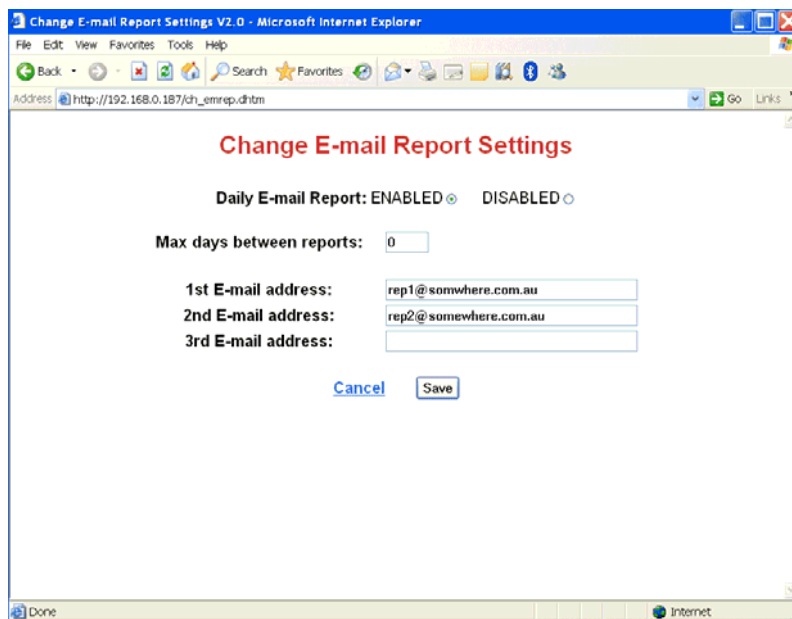 Change E-mail Report Settings V2.0 - Microsoft Internet Explorer
File Edit View Favorites Tools Help
Back Search Favorites
Address http://192.168.0.187/ch_emrep.dhtm Go Links
Change E-mail Report Settings
Daily E-mail Report: ENABLED DISABLED
Max days between reports: 0
1st E-mail address: rep1@somwhere.com.au
2nd E-mail address: rep2@somewhere.com.au
3rd E-mail address:
Cancel Save
Done Internet